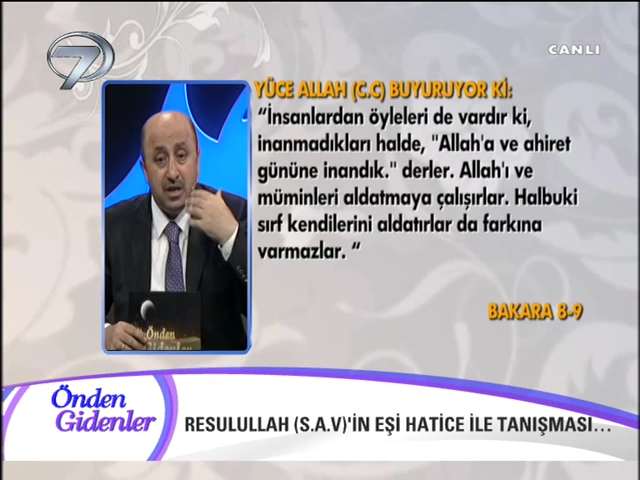 7
CANLI
YÜCE ALLAH (C.C) BUYURUYOR Kİ:
“İnsanlardan öyleleri de vardır ki,
inanmadıkları halde, "Allah'a ve ahiret
gününe inandık." derler. Allah'ı ve
müminleri aldatmaya çalışırlar. Halbuki
sırf kendilerini aldatırlar da farkına
varmazlar. “
BAKARA 8-9
Önden
Gidenler
Önden
Gidenler
RESULULLAH (S.A.V)'İN EŞİ HATİCE İLE TANIŞMASI...